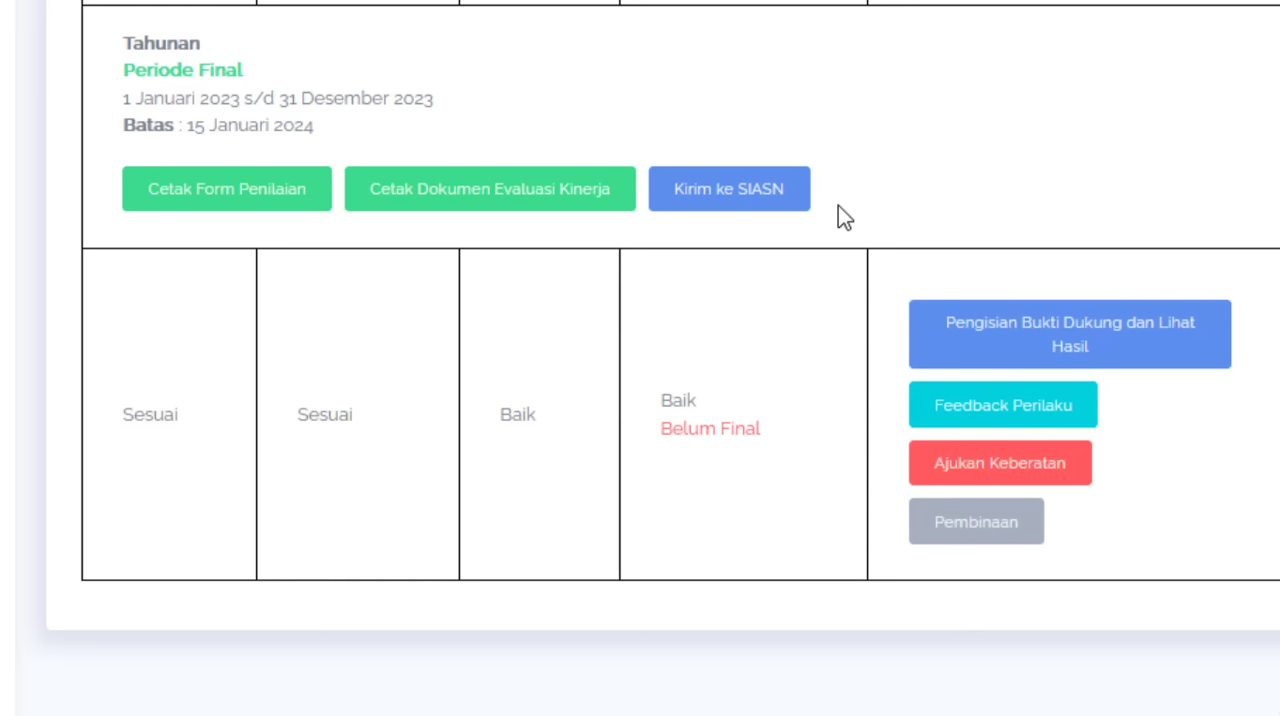 Tahunan
Periode Final
1 Januari 2023 s/d 31 Desember 2023
Batas : 15 Januari 2024
Cetak Form Penilaian
Cetak Dokumen Evaluasi Kinerja
Kirim ke SIASN
Sesuai
Sesuai
Baik
Baik
Belum Final
Pengisian Bukti Dukung dan Lihat
Hasil
Feedback Perilaku
Ajukan Keberatan
Pembinaan